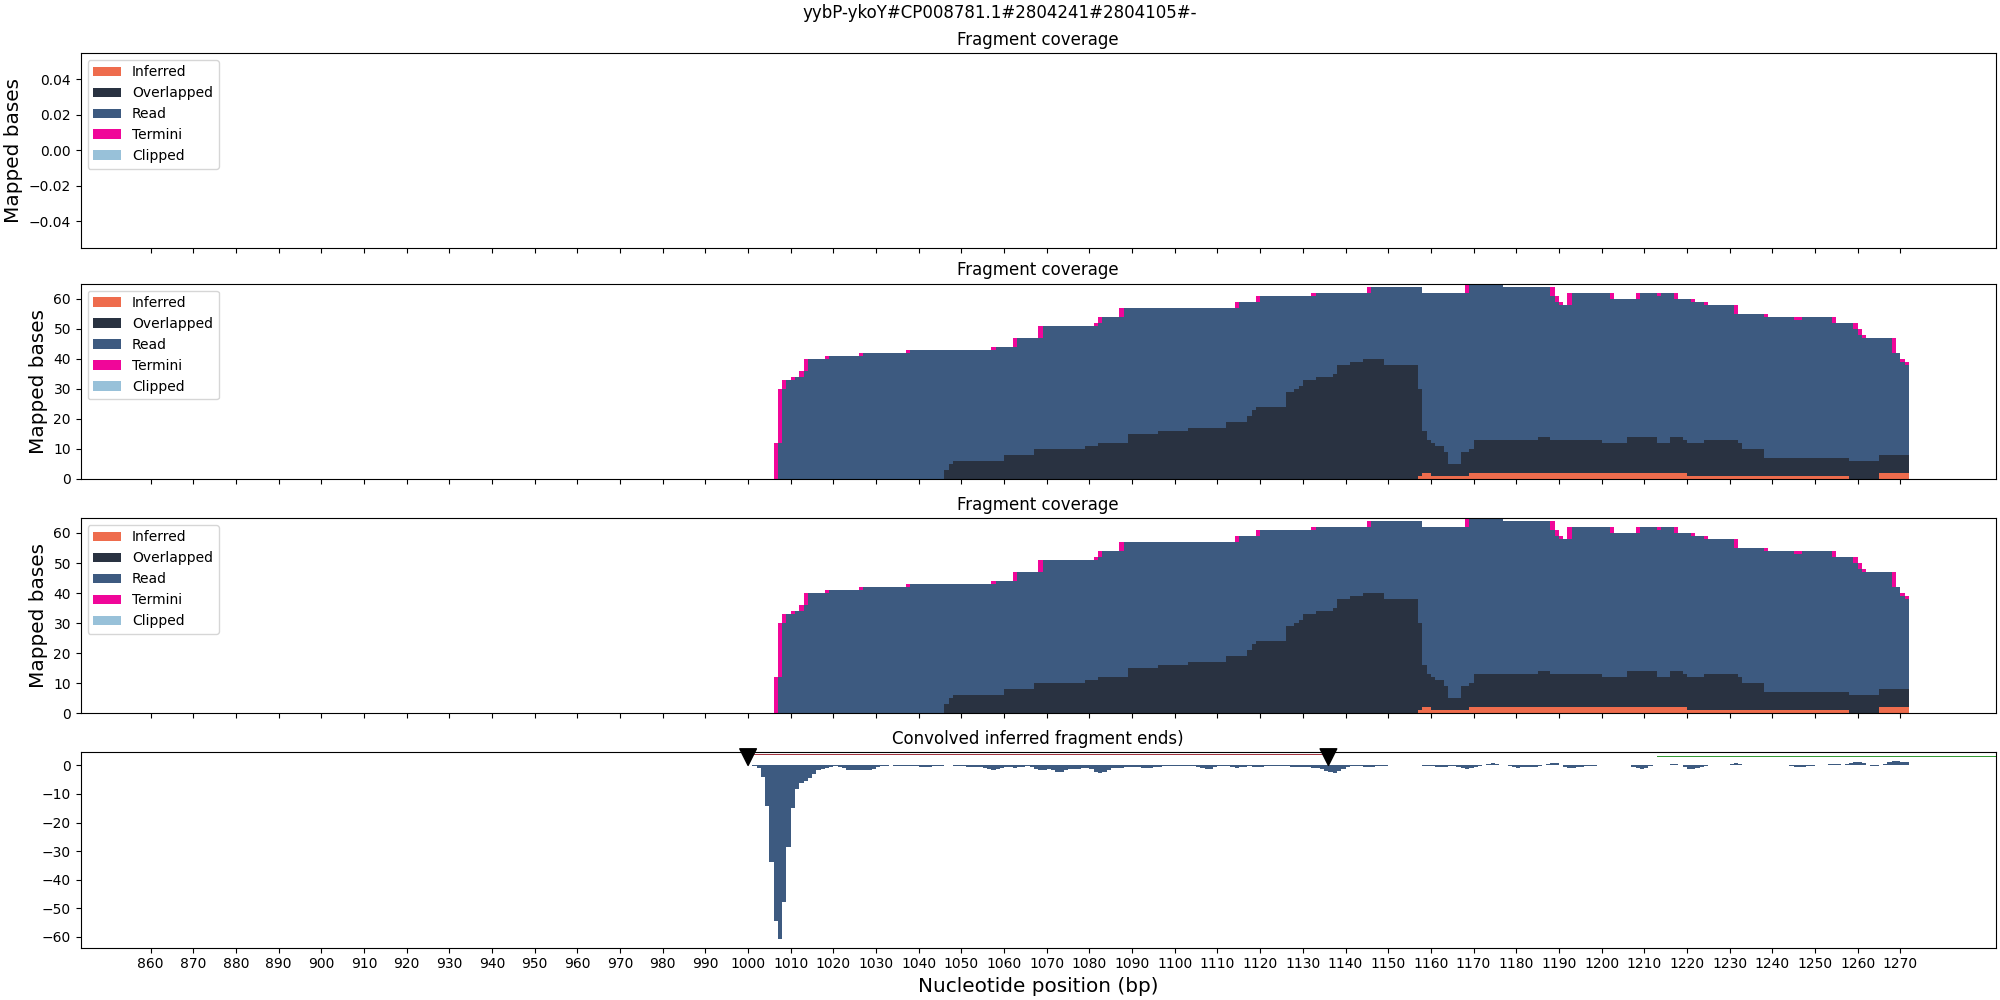 yybP-ykoY#CP008781.1#2804241#2804105#-
Fragment coverage
Mapped bases
0.04
0.02
0.00
−0.02
−0.04
Inferred
Overlapped
Read
Termini
Clipped
Fragment coverage
Mapped bases
60
50
40
30
20
10
0
Inferred
Overlapped
Read
Termini
Clipped
Fragment coverage
Mapped bases
60
50
40
30
20
10
0
Inferred
Overlapped
Read
Termini
Clipped
Convolved inferred fragment ends)
0
−10
−20
−30
−40
−50
−60
860 870 880 890 900 910 920 930 940 950 960 970 980 990 1000 1010 1020 1030 1040 1050 1060 1070 1080 1090 1100 1110 1120 1130 1140 1150 1160 1170 1180 1190 1200 1210 1220 1230 1240 1250 1260 1270
Nucleotide position (bp)